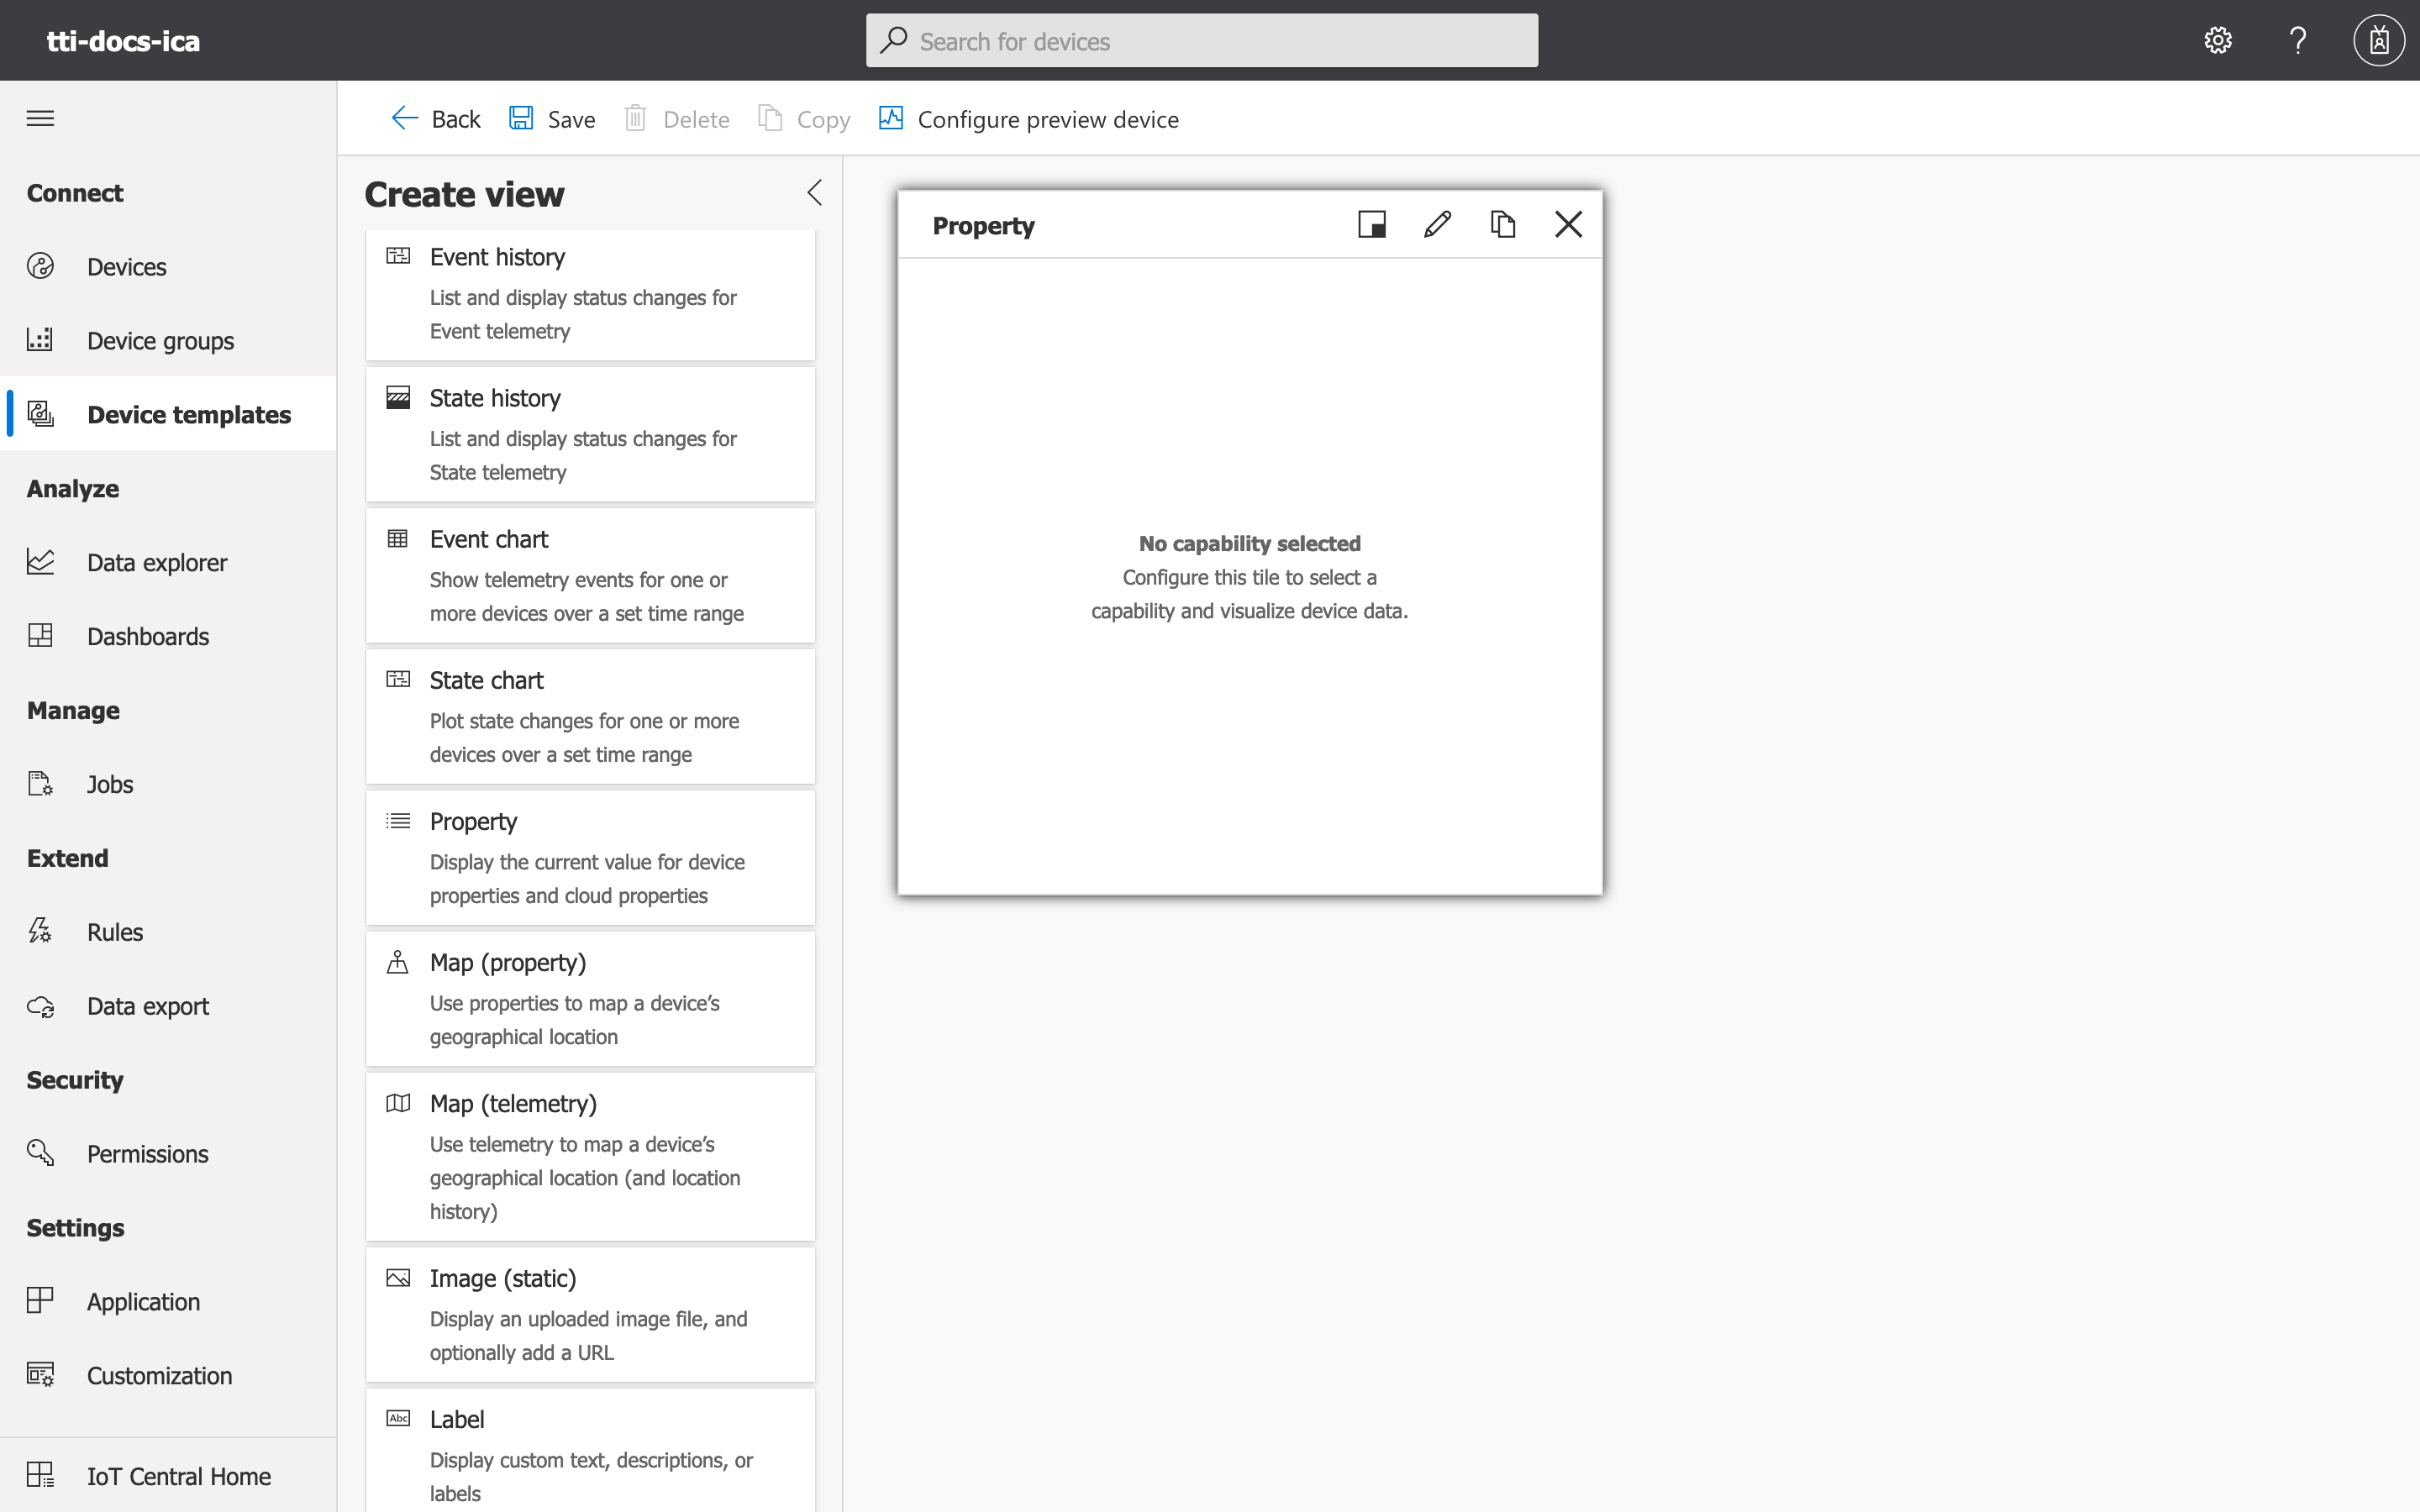 tti-docs-ica
Search for devices
Back
Save
Delete
Copy
Configure preview device
Connect
Devices
Device groups
Device templates
Analyze
Data explorer
Dashboards
Manage
Jobs
Extend
Rules
Data export
Security
Permissions
Settings
Application
Customization
IoT Central Home
Create view
Event history
List and display status changes for
Event telemetry
State history
List and display status changes for
State telemetry
Event chart
Show telemetry events for one or
more devices over a set time range
State chart
Plot state changes for one or more
devices over a set time range
Property
Display the current value for device
properties and cloud properties
Map (property)
Use properties to map a device’s
geographical location
Map (telemetry)
Use telemetry to map a device’s
geographical location (and location
history)
Image (static)
Display an uploaded image file, and
optionally add a URL
Abc
Label
Display custom text, descriptions, or
labels
Property
No capability selected
Configure this tile to select a
capability and visualize device data.